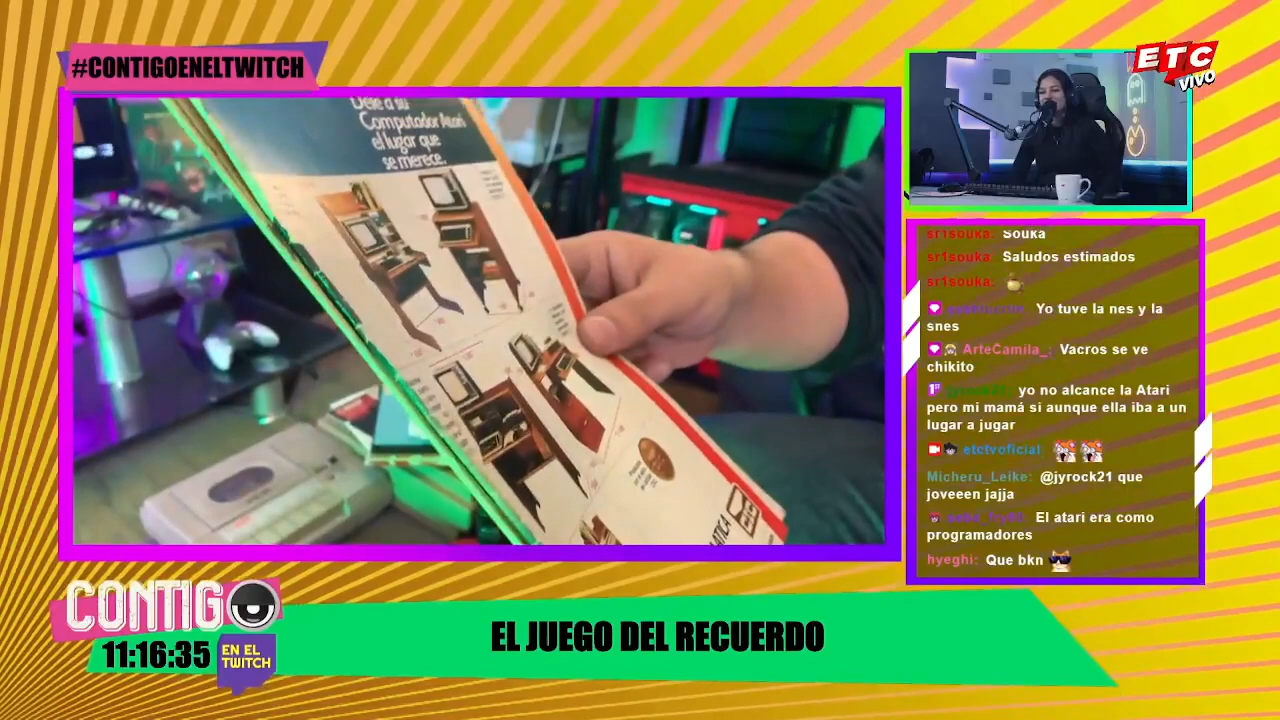 #CONTIGOENELTWITCH
ETC
VIVO
Dele a su
Computador Atari
el lugar que
se merece.
sr1souka: Souka
sr1souka: Saludos estimados
sr1souka:
Yo tuve la nes y la
snes
ArteCamila_: Vacros se ve
chikito
jyrock21: yo no alcance la Atari
pero mi mamá si aunque ella iba a un
lugar a jugar
etctvoficial:
Micheru_Leike: @jyrock21 que
joveeen jajja
El atari era como
programadores
hyeghi: Que bkn
CONTIGO
11:16:35
EN EL
TWITCH
EL JUEGO DEL RECUERDO